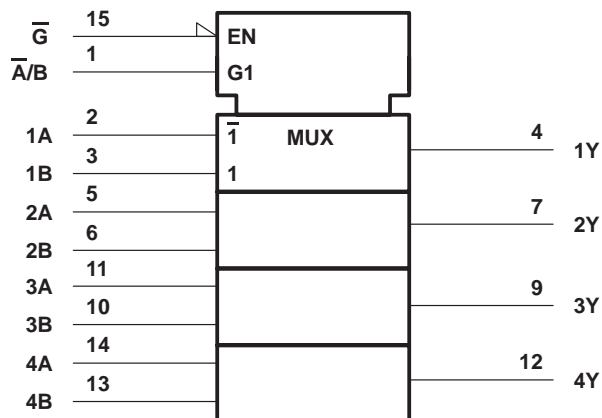 G̅ 15 EN
A̅/B 1 G1
1A 2 1̅ MUX 4 1Y
1B 3 1
2A 5 7 2Y
2B 6
3A 11 9 3Y
3B 10
4A 14 12 4Y
4B 13